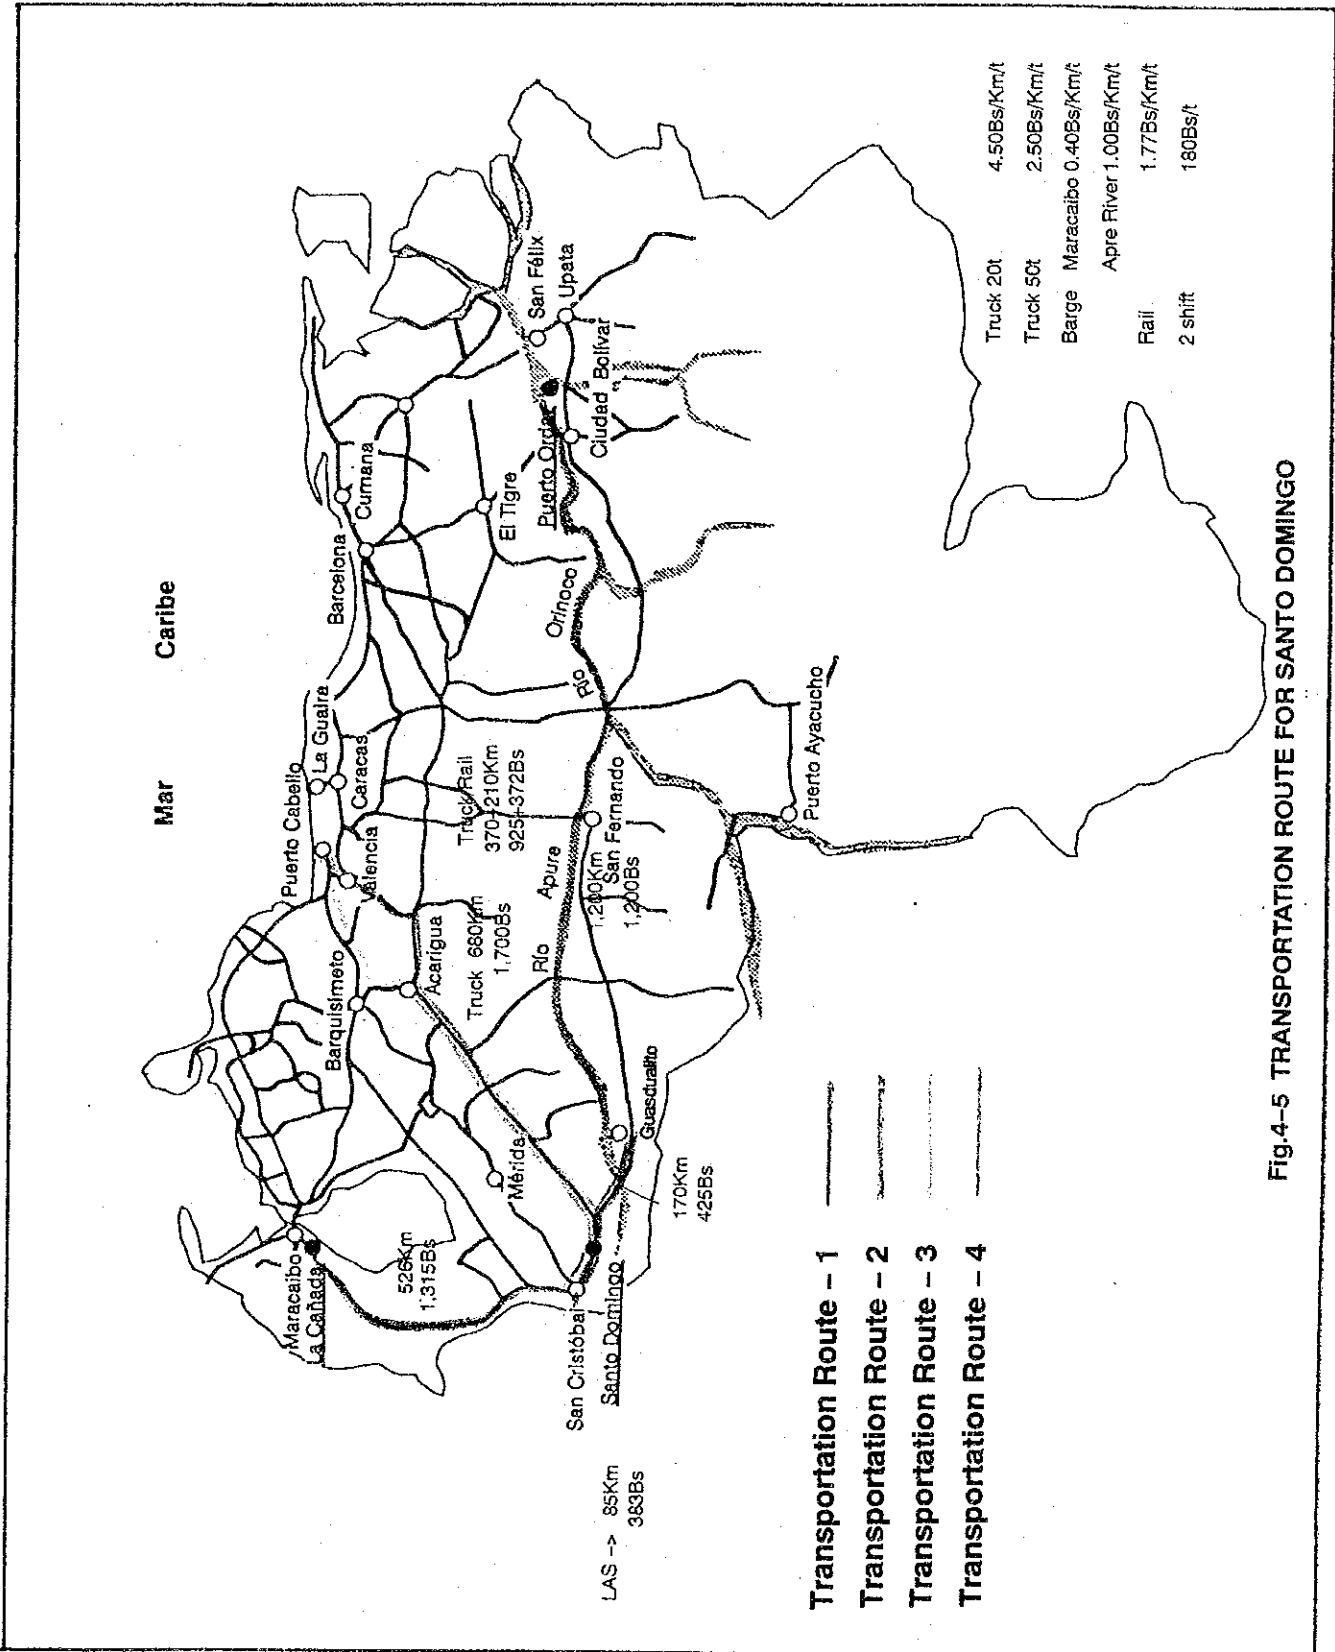 Mar Caribe
Puerto Cabello
La Guaira
Caracas
Valencia
Barcelona
Cumana
Barquisimeto
Acarigua
Maracaibo
La Cañada
526Km
1,315Bs
Mérida
Truck 680Km
1,700Bs
Truck Rail
370+210Km
925+372Bs
El Tigre
San Félix
Upata
Ciudad Bolívar
Puerto Ordaz
Río Orinoco
Río Apure
San Fernando
1,200Km
1,200Bs
San Cristóbal
Santo Domingo
Guasdualito
170Km
425Bs
Puerto Ayacucho
LAS -> 85Km
383Bs
Transportation Route - 1
Transportation Route - 2
Transportation Route - 3
Transportation Route - 4
Truck 20t 4.50Bs/Km/t
Truck 50t 2.50Bs/Km/t
Barge Maracaibo 0.40Bs/Km/t
Apre River 1.00Bs/Km/t
Rail 1.77Bs/Km/t
2 shift 180Bs/t
Fig.4-5 TRANSPORTATION ROUTE FOR SANTO DOMINGO